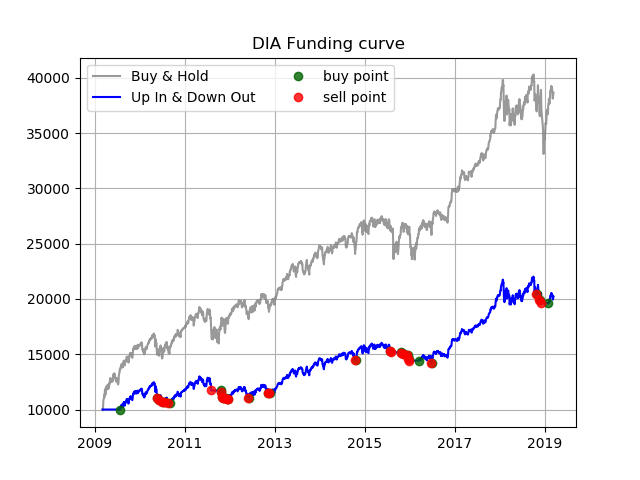 DIA Funding curve
Buy & Hold
Up In & Down Out
buy point
sell point
40000
35000
30000
25000
20000
15000
10000
2009 2011 2013 2015 2017 2019